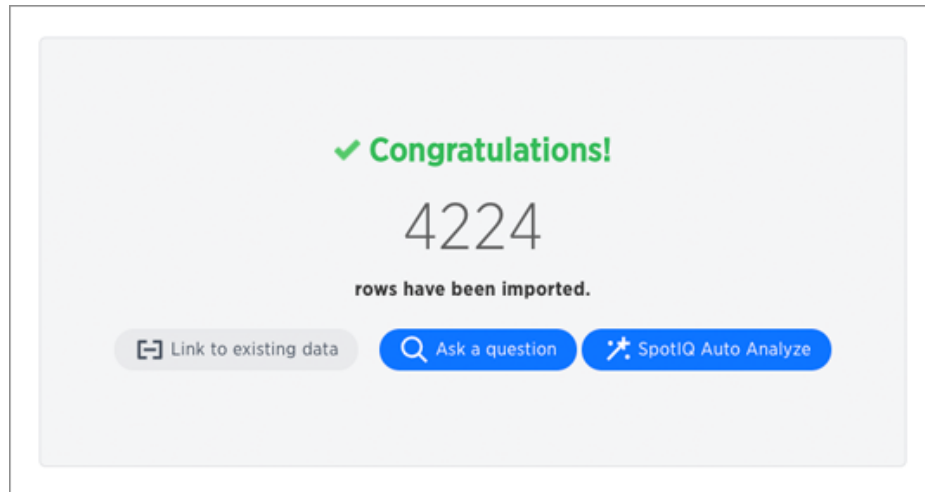 Congratulations!
4224
rows have been imported.
Link to existing data Ask a question SpotIQ Auto Analyze